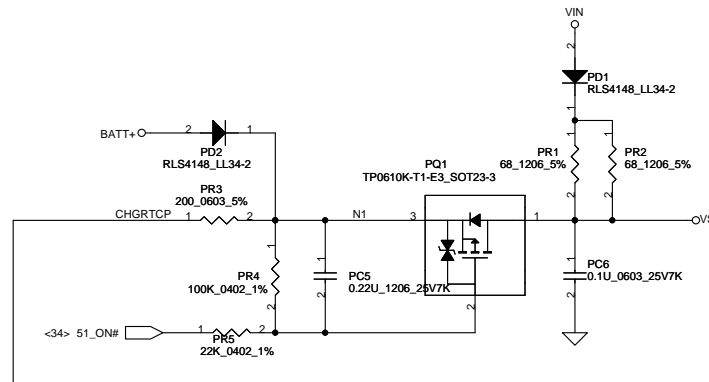 VIN
2
PD1
RLS4148_LL34-2
1
BATT+
2
1
PD2
RLS4148_LL34-2
1
1
PR1
68_1206_5%
PR2
68_1206_5%
2
2
PQ1
TP0610K-T1-E3_SOT23-3
PR3
200_0603_5%
CHGRTCP
1
2
N1
3
1
VS
1
PR4
100K_0402_1%
2
1
PC5
0.22U_1206_25V7K
2
2
1
PC6
0.1U_0603_25V7K
2
<34> 51_ON#
1
2
PR5
22K_0402_1%